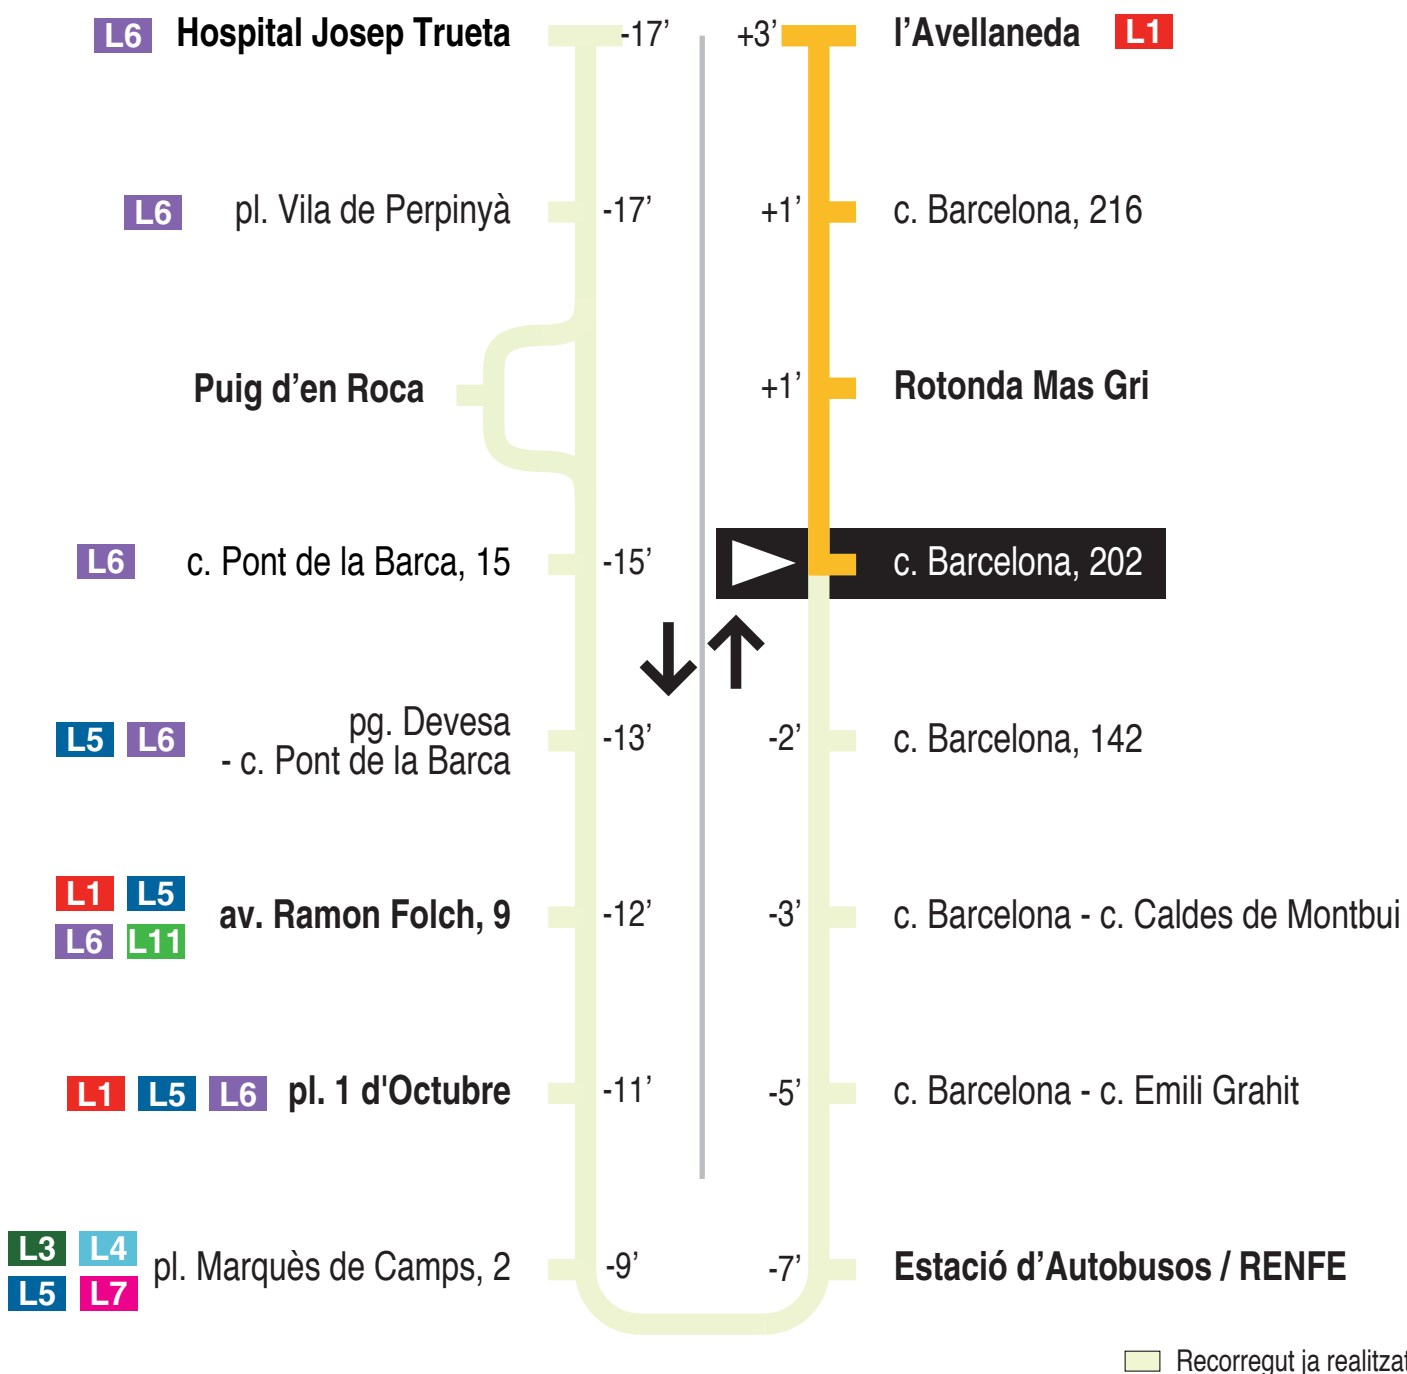 L6 Hospital Josep Trueta -17’
L6 pl. Vila de Perpinyà -17’
Puig d’en Roca
L6 c. Pont de la Barca, 15 -15’
L5 L6 pg. Devesa
- c. Pont de la Barca -13’
L1 L5
L6 L11
av. Ramon Folch, 9 -12’
L1 L5 L6 pl. 1 d'Octubre -11’
L3 L4
L5 L7
pl. Marquès de Camps, 2 -9’
+3’ l’Avellaneda L1
+1’ c. Barcelona, 216
+1’ Rotonda Mas Gri
c. Barcelona, 202
-2’ c. Barcelona, 142
-3’ c. Barcelona - c. Caldes de Montbui
-5’ c. Barcelona - c. Emili Grahit
-7’ Estació d’Autobusos / RENFE
Recorregut ja realitzat